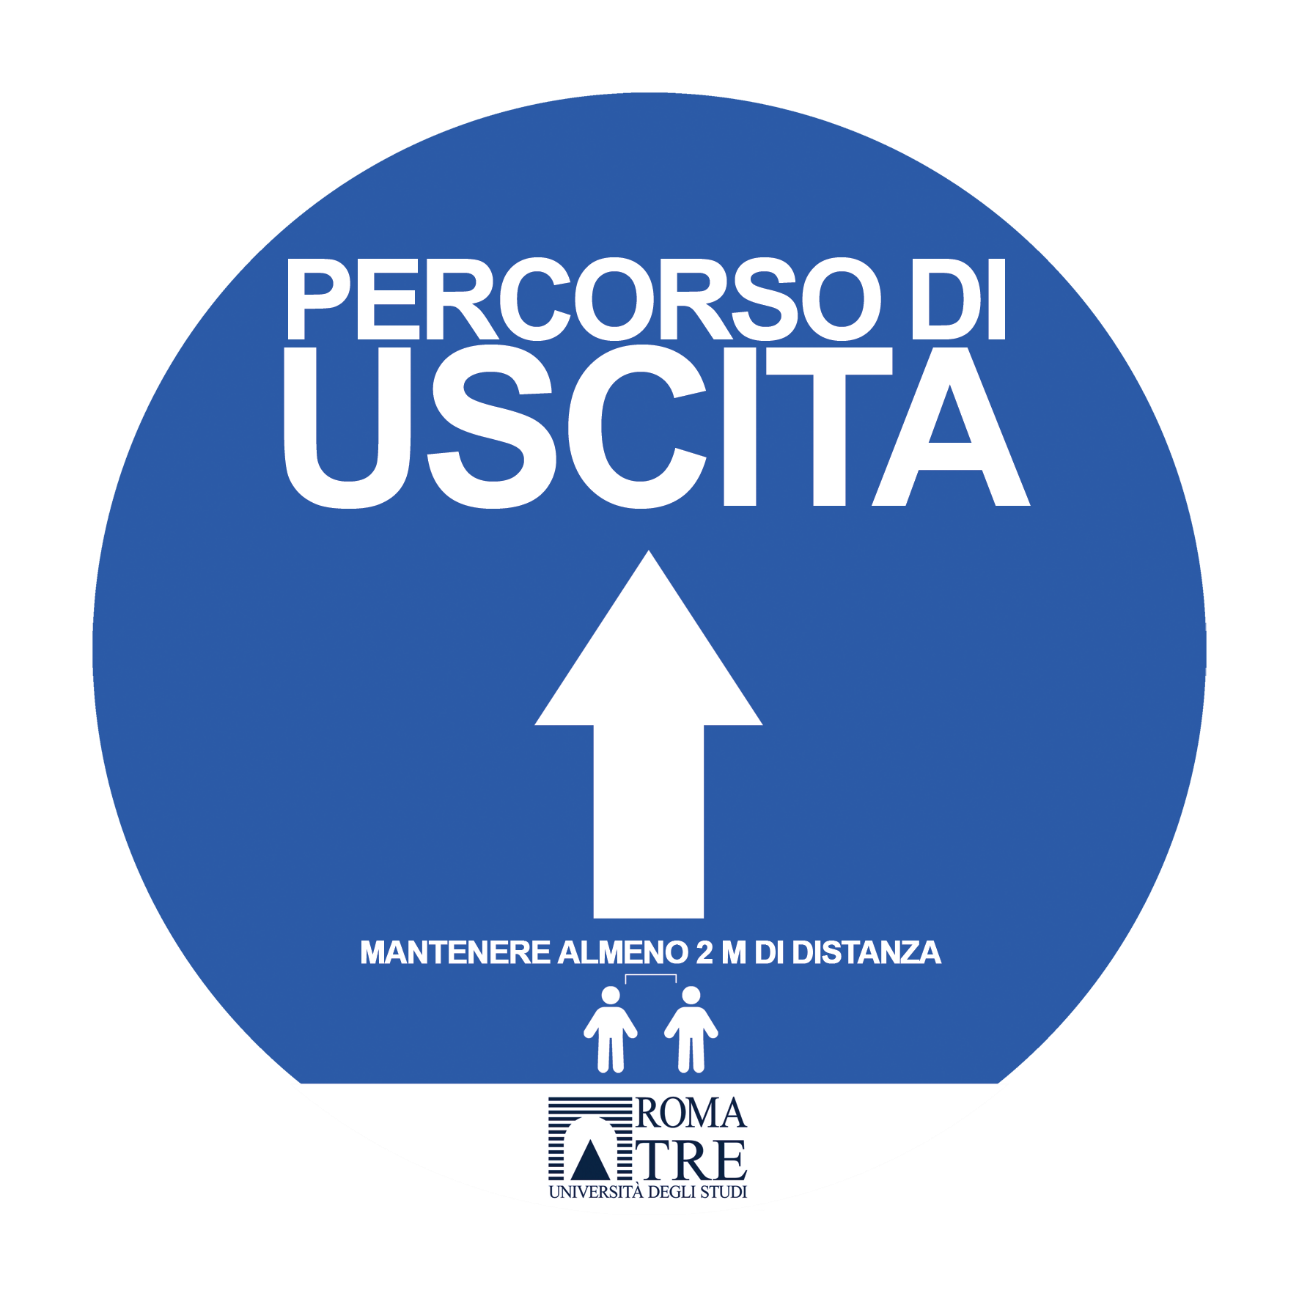 PERCORSO DI
USCITA
MANTENERE ALMENO 2 M DI DISTANZA
ROMA
TRE
UNIVERSITÀ DEGLI STUDI